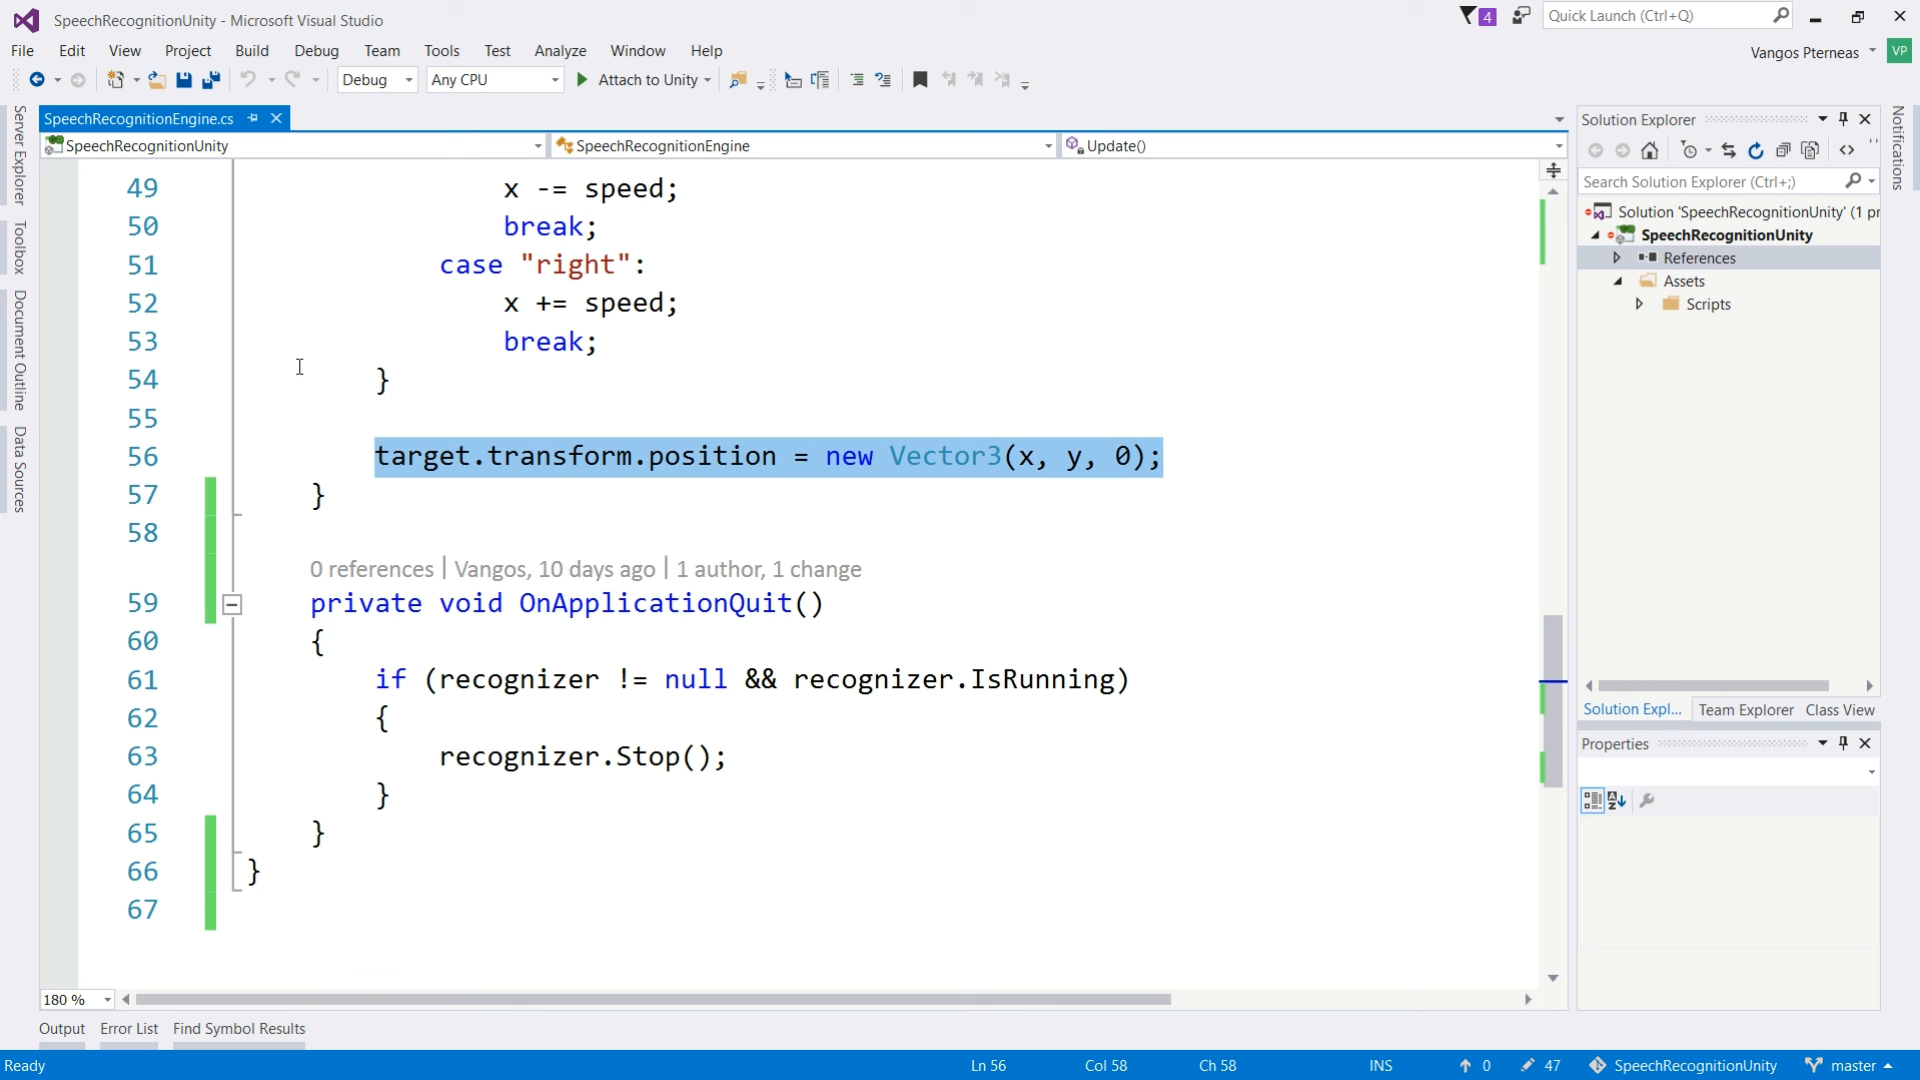 SpeechRecognitionUnity - Microsoft Visual Studio
4
Quick Launch (Ctrl+Q)
File Edit View Project Build Debug Team Tools Test Analyze Window Help
Vangos Pterneas
VP
Debug
Any CPU
Attach to Unity
Server Explorer
Toolbox
Document Outline
Data Sources
SpeechRecognitionEngine.cs
SpeechRecognitionUnity
SpeechRecognitionEngine
Update()
49 x -= speed;
50 break;
51 case "right":
52 x += speed;
53 break;
54 }
55
56 target.transform.position = new Vector3(x, y, 0);
57 }
58
0 references | Vangos, 10 days ago | 1 author, 1 change
59 private void OnApplicationQuit()
60 {
61 if (recognizer != null && recognizer.IsRunning)
62 {
63 recognizer.Stop();
64 }
65 }
66 }
67
180 %
Output Error List Find Symbol Results
Solution Explorer
Search Solution Explorer (Ctrl+;)
Solution 'SpeechRecognitionUnity' (1 pr
SpeechRecognitionUnity
References
Assets
Scripts
Solution Expl... Team Explorer Class View
Properties
Notifications
Ready
Ln 56
Col 58
Ch 58
INS
0
47
SpeechRecognitionUnity
master